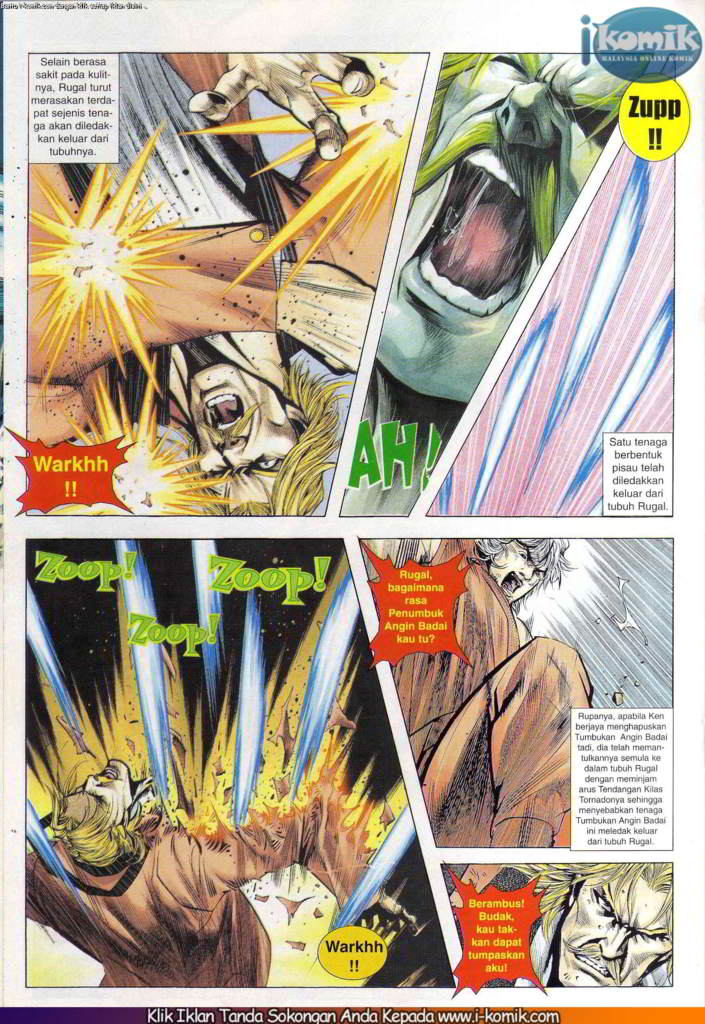 ikomik
MALAYSIA ONLINE KOMIK
Selain berasa
sakit pada kulit-
nya, Rugal turut
merasakan terda-
pat sejenis tena-
ga akan diledak-
kan keluar dari
tubuhnya.
Zupp
!!
Warkhh
!!
AH!
Satu tenaga
berbentuk
pisau telah
diledakkan
keluar dari
tubuh Rugal.
Zoop!
Zoop!
Zoop!
Rugal,
bagaimana
rasa
Penumbuk
Angin Badai
kau tu?
Rupanya, apabila Ken
berjaya menghapuskan
Tumbukan Angin Badai
tadi, dia telah meman-
tulkannya semula ke
dalam tubuh Rugal
dengan meminjam
arus Tendangan Kilas
Tornadonya sehingga
menyebabkan tenaga
Tumbukan Angin Badai
ini meledak keluar
dari tubuh Rugal.
Warkhh
!!
Berambus!
Budak,
kau tak-
kan dapat
tumpaskan
aku!
Klik Iklan Tanda Sokongan Anda Kepada www.i-komik.com